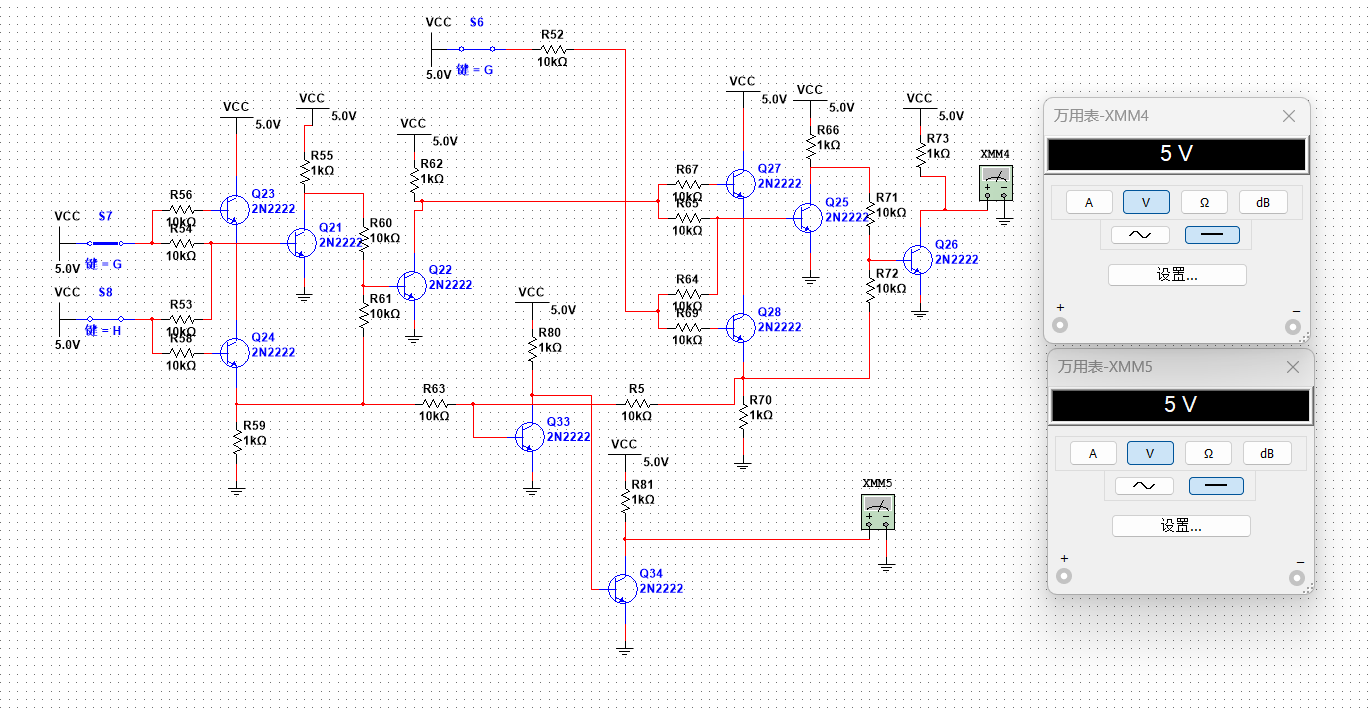 VCC S6
R52
10kΩ
5.0V 键 = G
VCC
5.0V
VCC
5.0V
VCC
5.0V
R55
1kΩ
R62
1kΩ
R56
10kΩ
Q23
2N2222
VCC S7
R54
10kΩ
5.0V 键 = G
Q21
2N2222
R60
10kΩ
VCC S8
R53
10kΩ
5.0V 键 = H
R58
10kΩ
Q24
2N2222
R61
10kΩ
Q22
2N2222
R59
1kΩ
R63
10kΩ
VCC
5.0V
R80
1kΩ
Q33
2N2222
R5
10kΩ
VCC
5.0V
R81
1kΩ
Q34
2N2222
VCC
5.0V
VCC
5.0V
VCC
5.0V
R66
1kΩ
R73
1kΩ
R67
10kΩ
Q27
2N2222
R65
10kΩ
Q25
2N2222
R71
10kΩ
R64
10kΩ
R69
10kΩ
Q28
2N2222
R72
10kΩ
Q26
2N2222
R70
1kΩ
XMM4
XMM5
万用表-XMM4
5 V
A V Ω dB
设置...
+ −
万用表-XMM5
5 V
A V Ω dB
设置...
+ −